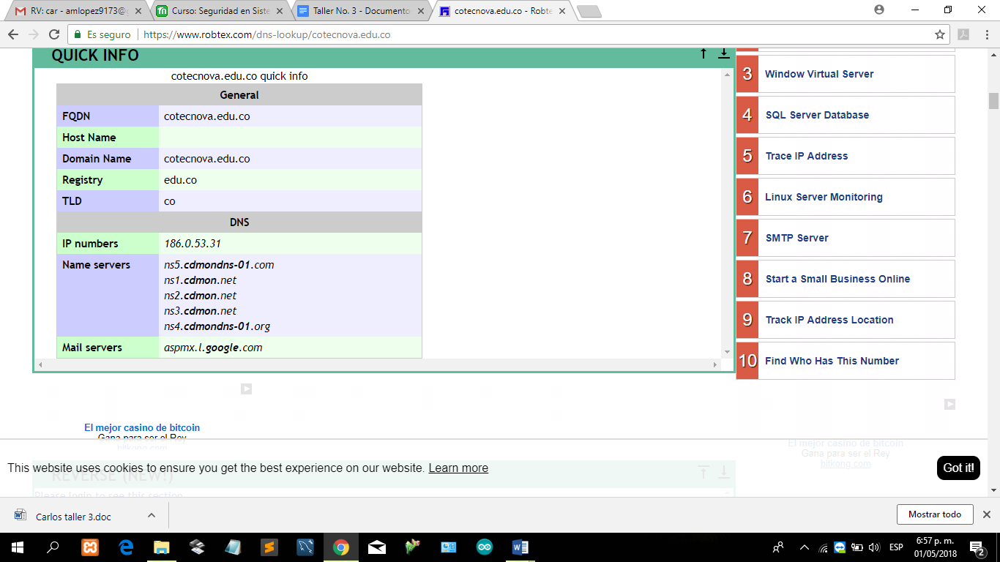 RV: car - amlopez9173@g
Curso: Seguridad en Siste
Taller No. 3 - Documento
cotecnova.edu.co - Robte
Es seguro https://www.robtex.com/dns-lookup/cotecnova.edu.co
QUICK INFO
cotecnova.edu.co quick info
General
FQDN cotecnova.edu.co
Host Name
Domain Name cotecnova.edu.co
Registry edu.co
TLD co
DNS
IP numbers 186.0.53.31
Name servers ns5.cdmondns-01.com
ns1.cdmon.net
ns2.cdmon.net
ns3.cdmon.net
ns4.cdmondns-01.org
Mail servers aspmx.l.google.com
3 Window Virtual Server
4 SQL Server Database
5 Trace IP Address
6 Linux Server Monitoring
7 SMTP Server
8 Start a Small Business Online
9 Track IP Address Location
10 Find Who Has This Number
El mejor casino de bitcoin
Gana para ser el Rey
bitkong.com
El mejor casino de bitcoin
Gana para ser el Rey
bitkong.com
This website uses cookies to ensure you get the best experience on our website. Learn more
Got it!
REVERSE (NEW!)
Please login to see this section
Carlos taller 3.doc
Mostrar todo
ESP
6:57 p. m.
01/05/2018
2